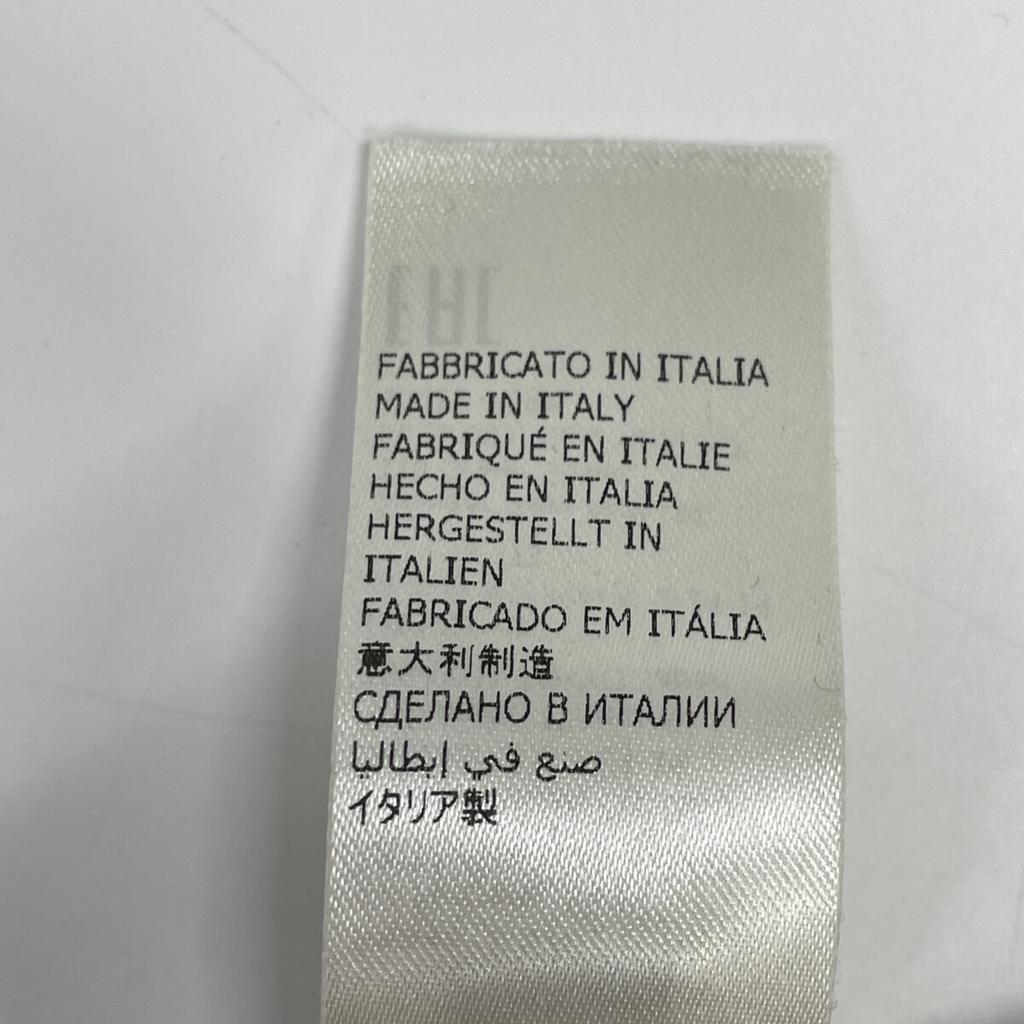 FABBRICATO IN ITALIA
MADE IN ITALY
FABRIQUÉ EN ITALIE
HECHO EN ITALIA
HERGESTELLT IN
ITALIEN
FABRICADO EM ITÁLIA
意大利制造
СДЕЛАНО В ИТАЛИИ
صنع في إيطاليا
イタリア製